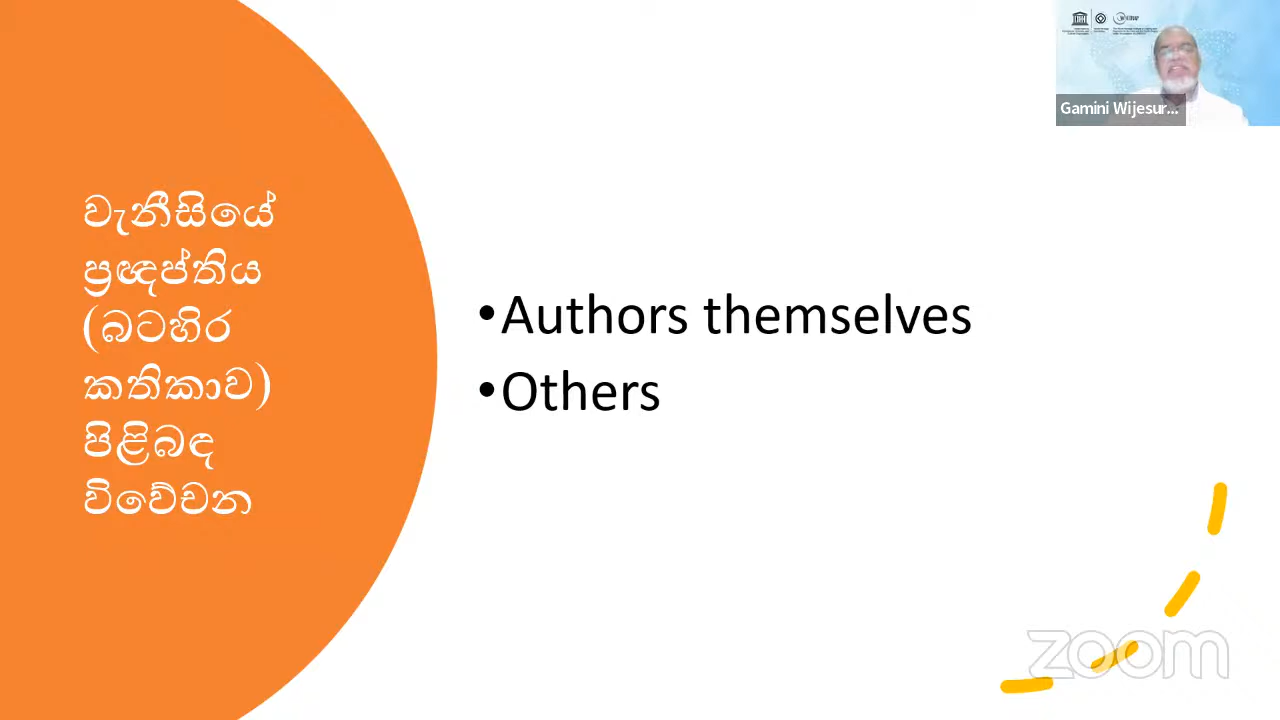 වැනීසියේ
ප්‍රඥප්තිය
(බටහිර
කතිකාව)
පිළිබඳ
විවේචන
•Authors themselves
•Others
Gamini Wijesur...
zoom